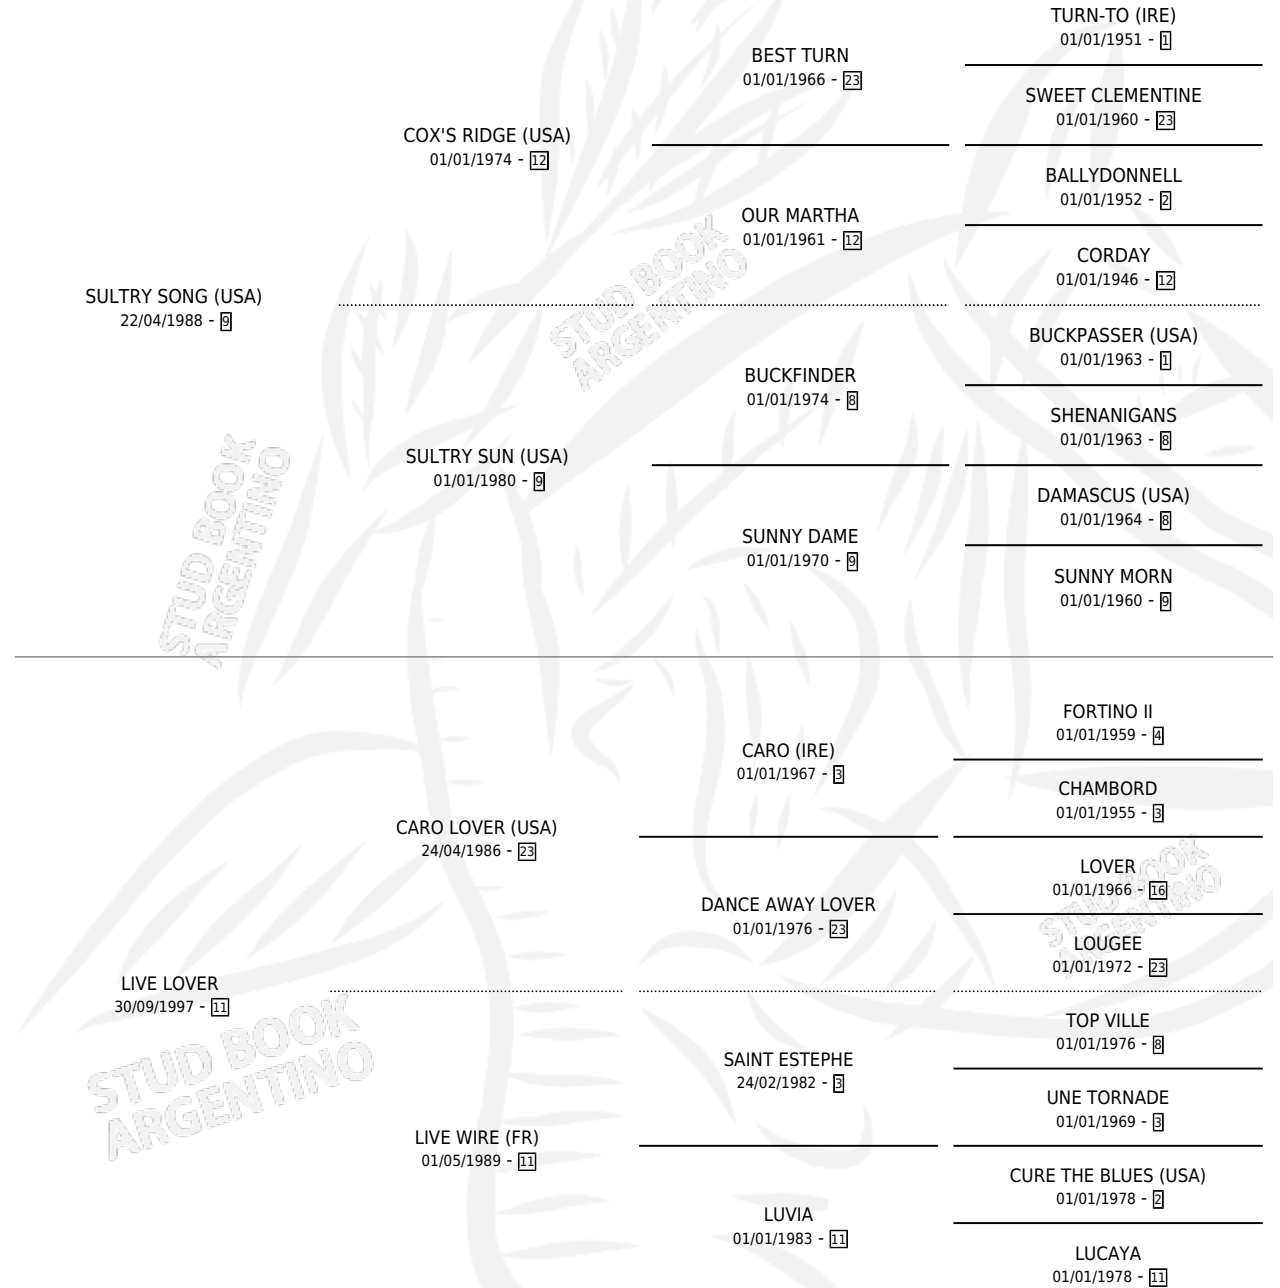 TURN-TO (IRE)
01/01/1951 - 1
BEST TURN
01/01/1966 - 23
SWEET CLEMENTINE
01/01/1960 - 23
COX'S RIDGE (USA)
01/01/1974 - 12
BALLYDONNELL
01/01/1952 - 2
OUR MARTHA
01/01/1961 - 12
CORDAY
01/01/1946 - 12
SULTRY SONG (USA)
22/04/1988 - 9
BUCKPASSER (USA)
01/01/1963 - 1
BUCKFINDER
01/01/1974 - 8
SHENANIGANS
01/01/1963 - 8
SULTRY SUN (USA)
01/01/1980 - 9
DAMASCUS (USA)
01/01/1964 - 8
SUNNY DAME
01/01/1970 - 9
SUNNY MORN
01/01/1960 - 9
FORTINO II
01/01/1959 - 4
CARO (IRE)
01/01/1967 - 3
CHAMBORD
01/01/1955 - 3
CARO LOVER (USA)
24/04/1986 - 23
LOVER
01/01/1966 - 16
DANCE AWAY LOVER
01/01/1976 - 23
LOUGEE
01/01/1972 - 23
LIVE LOVER
30/09/1997 - 11
TOP VILLE
01/01/1976 - 8
SAINT ESTEPHE
24/02/1982 - 3
UNE TORNADE
01/01/1969 - 3
LIVE WIRE (FR)
01/05/1989 - 11
CURE THE BLUES (USA)
01/01/1978 - 2
LUVIA
01/01/1983 - 11
LUCAYA
01/01/1978 - 11
STUD BOOK
ARGENTINO
STUD BOOK
ARGENTINO
STUD BOOK
ARGENTINO
STUD BOOK
ARGENTINO